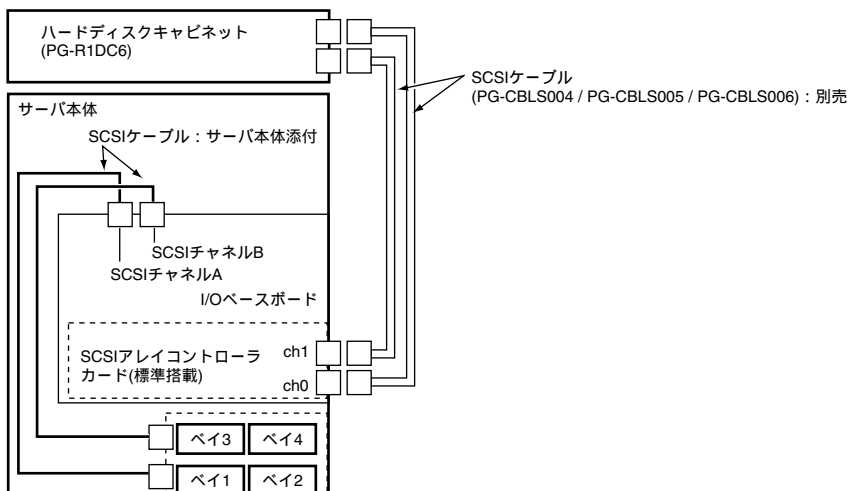 ハードディスクキャビネット
(PG-R1DC6)
SCSIケーブル
(PG-CBLS004 / PG-CBLS005 / PG-CBLS006)：別売
サーバ本体
SCSIケーブル：サーバ本体添付
SCSIチャネルB
SCSIチャネルA
I/Oベースボード
SCSIアレイコントローラ
カード(標準搭載)
ch1
ch0
ベイ3
ベイ4
ベイ1
ベイ2